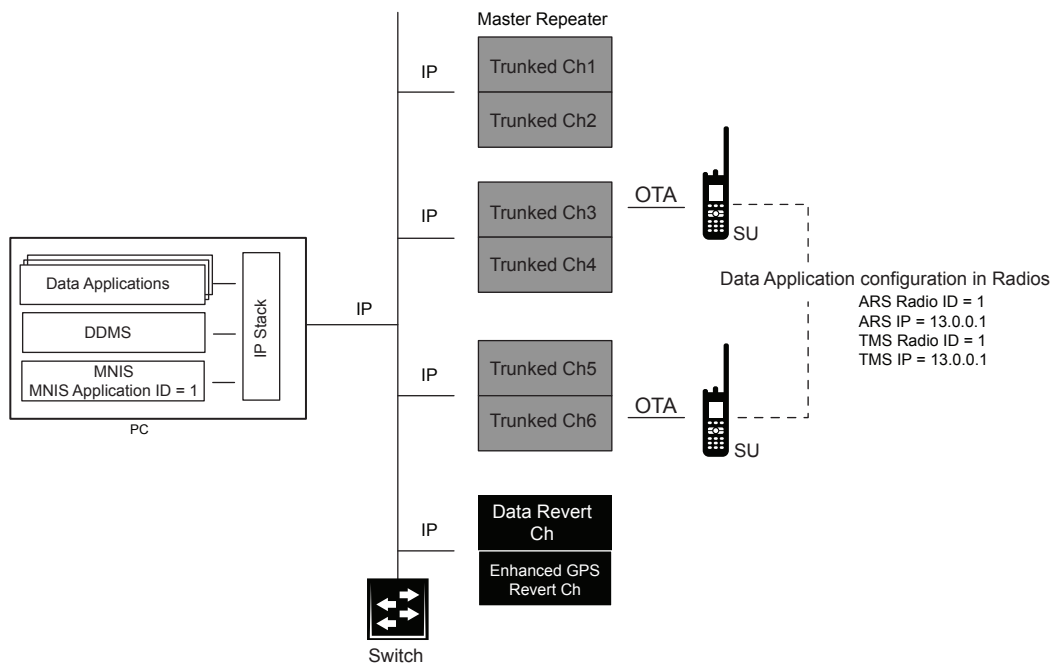 Master Repeater
IP
Trunked Ch1
Trunked Ch2
IP
Trunked Ch3
Trunked Ch4
OTA
SU
Data Applications
DDMS
MNIS
MNIS Application ID = 1
IP Stack
PC
IP
Data Application configuration in Radios
ARS Radio ID = 1
ARS IP = 13.0.0.1
TMS Radio ID = 1
TMS IP = 13.0.0.1
IP
Trunked Ch5
Trunked Ch6
OTA
SU
IP
Data Revert
Ch
Enhanced GPS
Revert Ch
Switch